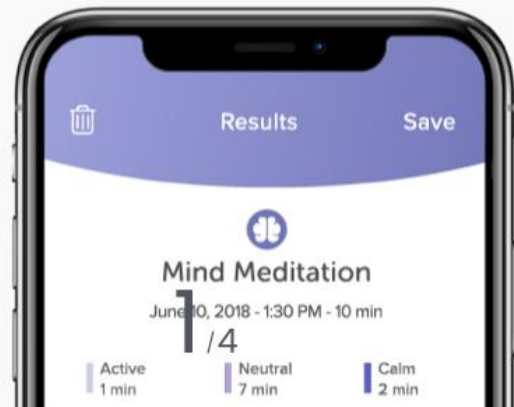 Results Save
Mind Meditation
June 10, 2018 - 1:30 PM - 10 min
1/4
Active Neutral Calm
1 min 7 min 2 min